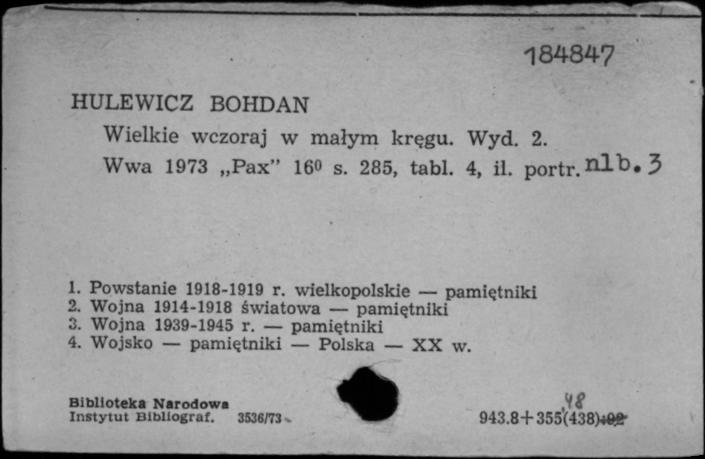 184847
HULEWICZ BOHDAN
Wielkie wczoraj w małym kręgu. Wyd. 2.
Wwa 1973 „Pax” 16⁰ s. 285, tabl. 4, il. portr. nlb. 3
1. Powstanie 1918-1919 r. wielkopolskie — pamiętniki
2. Wojna 1914-1918 światowa — pamiętniki
3. Wojna 1939-1945 r. — pamiętniki
4. Wojsko — pamiętniki — Polska — XX w.
Biblioteka Narodowa
Instytut Bibliograf. 3536/73
48
943.8+355(438).092